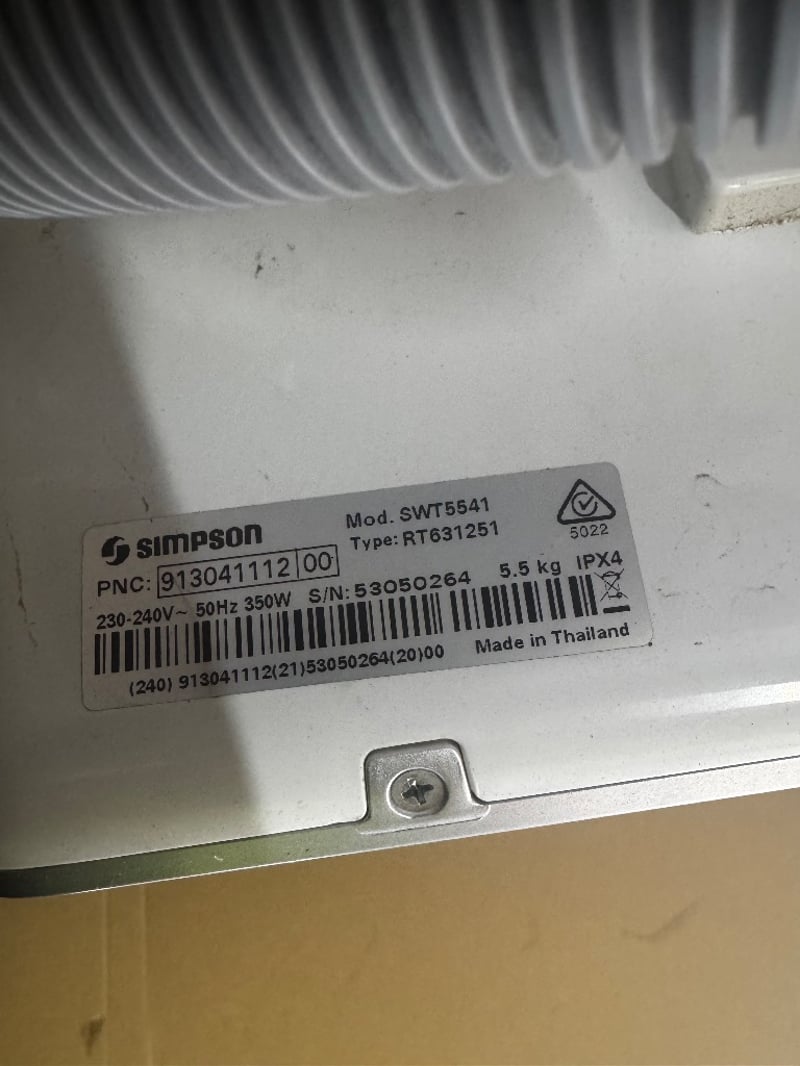 SIMPSON
Mod. SWT5541
Type: RT631251
5022
PNC: 913041112 00
230-240V~ 50Hz 350W S/N: 53050264 5.5 kg IPX4
(240) 913041112(21)53050264(20)00 Made in Thailand